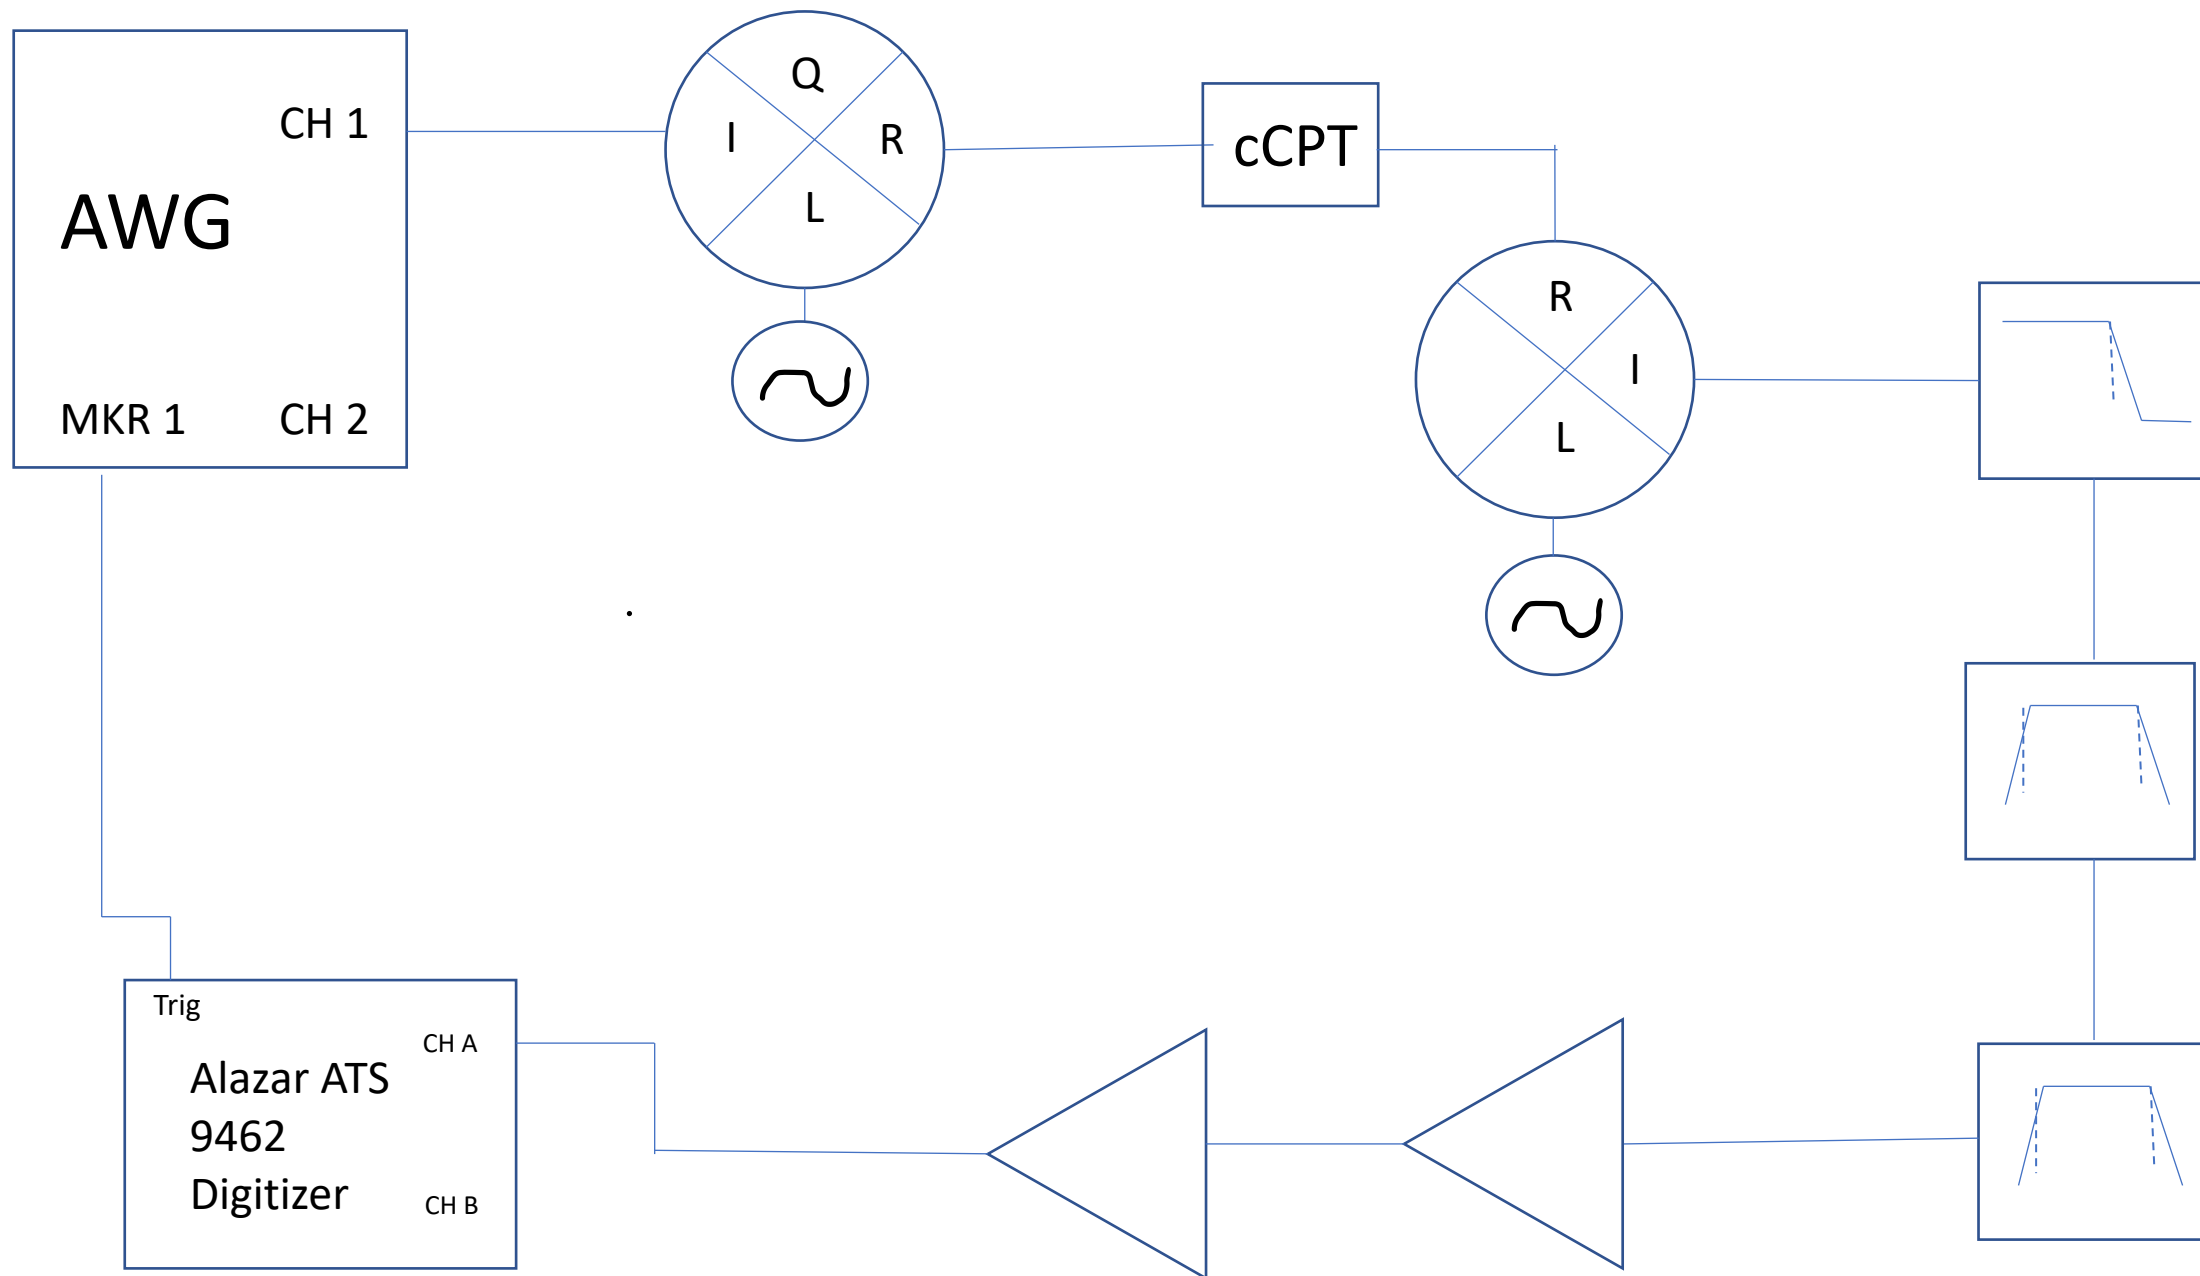 CH 1
AWG
MKR 1
CH 2
Q
I
R
L
cCPT
R
I
L
Trig
CH A
Alazar ATS
9462
Digitizer
CH B